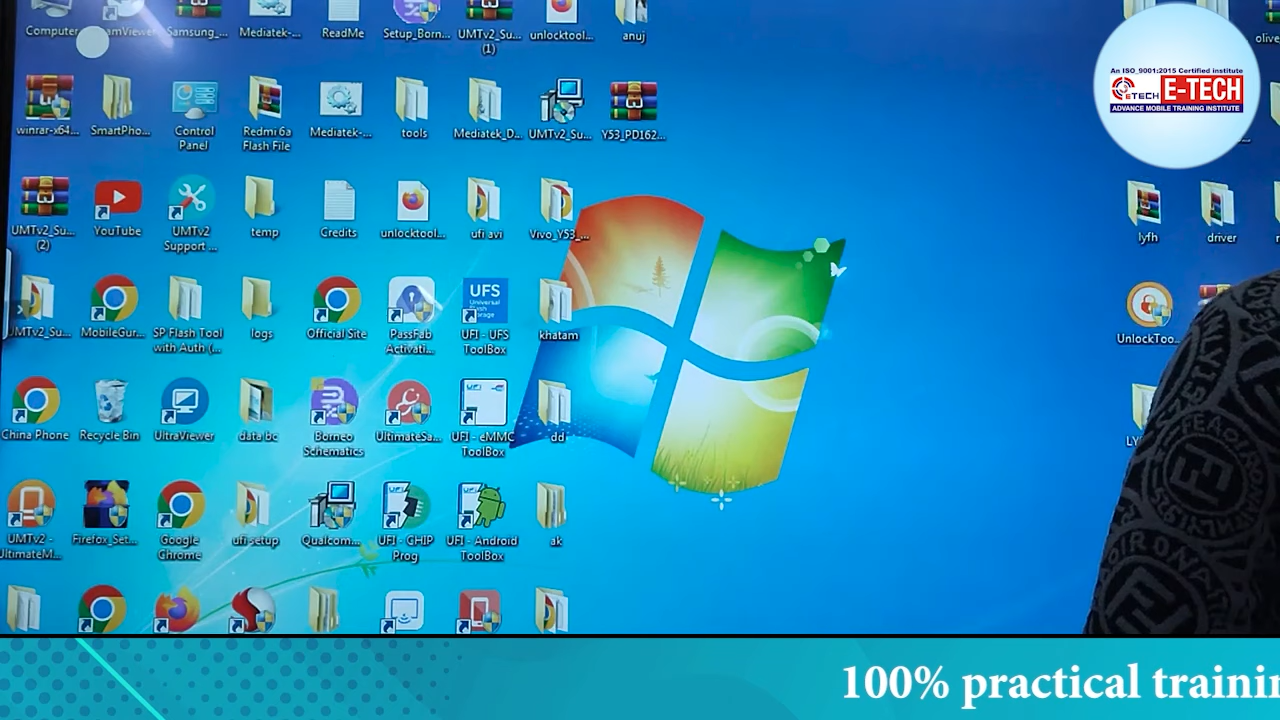 Computer
Samsung_...
Mediatek-...
ReadMe
Setup_Born...
UMTv2_Su...
(1)
unlocktool...
anuj
An ISO_9001:2015 Certified institute
ETECH E-TECH
ADVANCE MOBILE TRAINING INSTITUTE
winrar-x64...
SmartPho...
Control
Panel
Redmi 6a
Flash File
Mediatek-...
tools
Mediatek_D...
UMTv2_Su...
Y53_PD162...
UMTv2_Su...
(2)
YouTube
UMTv2
Support ...
temp
Credits
unlocktool...
ufi avi
Vivo_Y53_...
lyfh
driver
UMTv2_Su...
MobileGur...
SP Flash Tool
with Auth (...
logs
Official Site
PassFab
Activati...
UFS
Universal
Flash
Storage
UFI - UFS
ToolBox
khatam
UnlockToo...
China Phone
Recycle Bin
UltraViewer
data bc
Borneo
Schematics
UltimateSa...
UFI - eMMC
ToolBox
dd
UMTv2 -
UltimateM...
Firefox_Set...
Google
Chrome
ufi setup
Qualcom...
UFI - CHIP
Prog
UFI - Android
ToolBox
ak
100% practical trainin